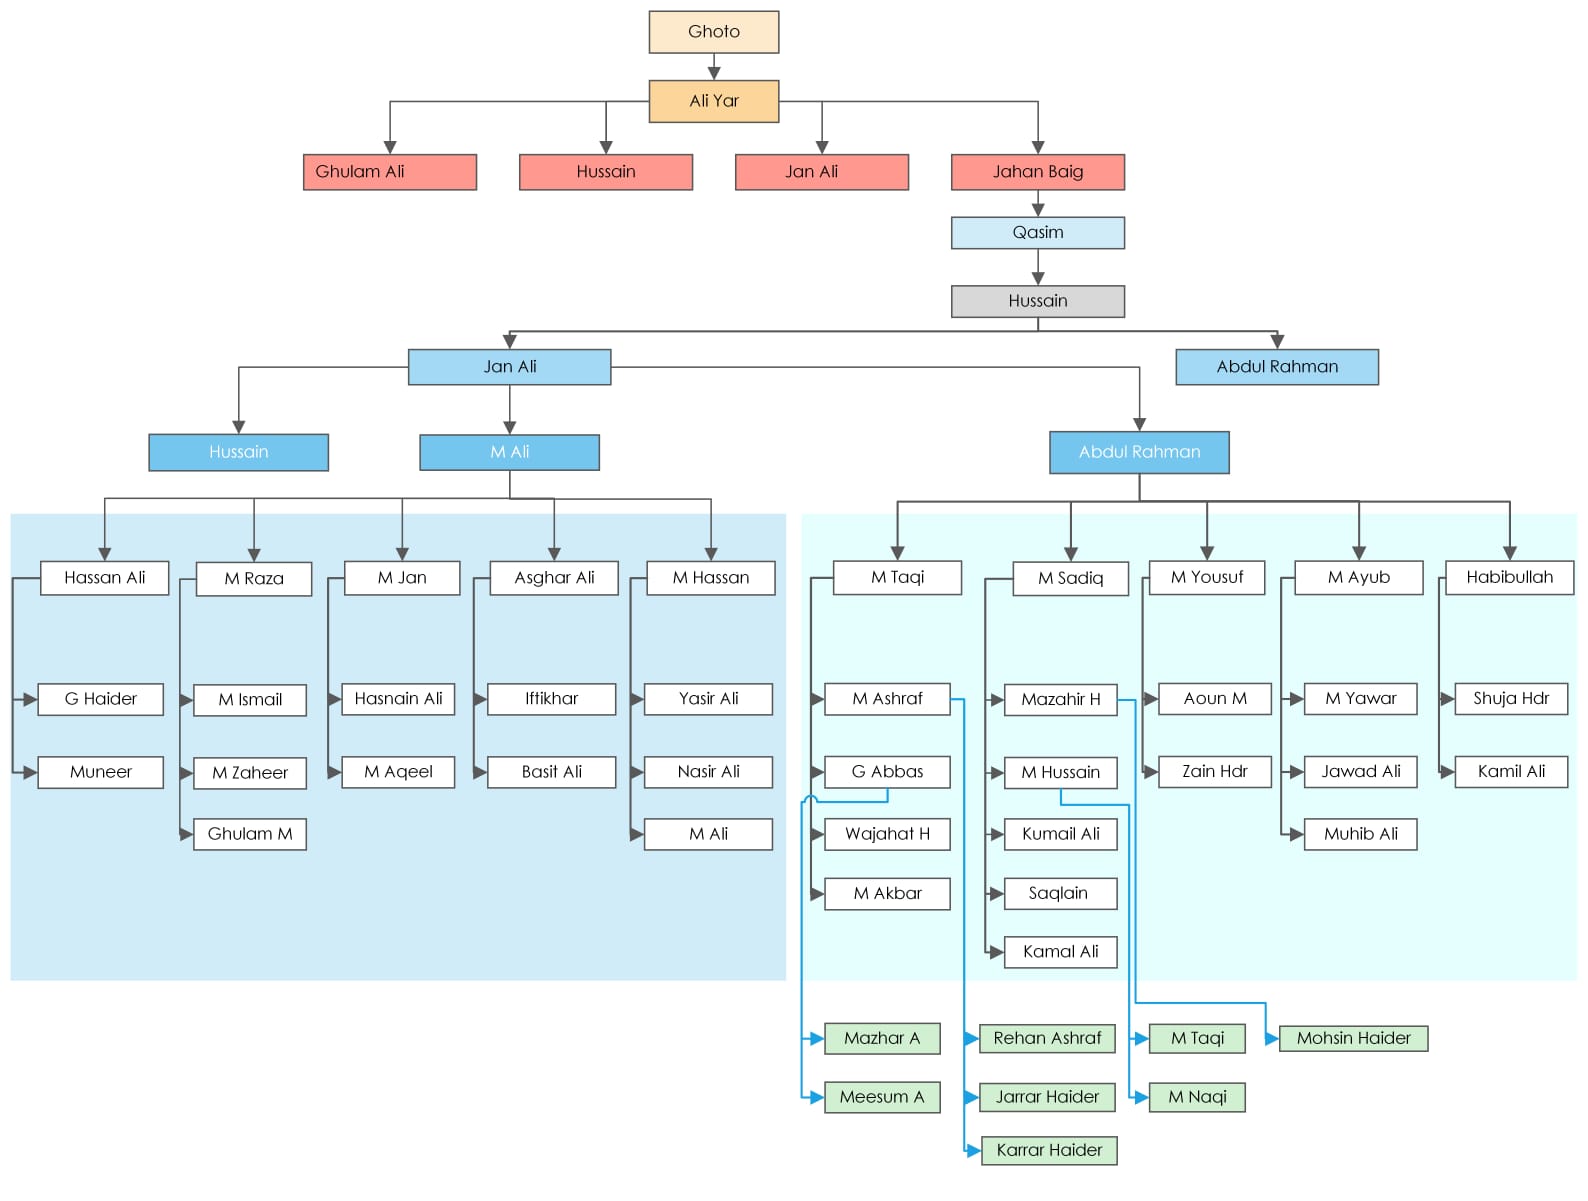 Ghoto
Ali Yar
Ghulam Ali
Hussain
Jan Ali
Jahan Baig
Qasim
Hussain
Jan Ali
Abdul Rahman
Hussain
M Ali
Abdul Rahman
Hassan Ali
M Raza
M Jan
Asghar Ali
M Hassan
M Taqi
M Sadiq
M Yousuf
M Ayub
Habibullah
G Haider
M Ismail
Hasnain Ali
Iftikhar
Yasir Ali
M Ashraf
Mazahir H
Aoun M
M Yawar
Shuja Hdr
Muneer
M Zaheer
M Aqeel
Basit Ali
Nasir Ali
G Abbas
M Hussain
Zain Hdr
Jawad Ali
Kamil Ali
Ghulam M
M Ali
Wajahat H
Kumail Ali
Muhib Ali
M Akbar
Saqlain
Kamal Ali
Mazhar A
Rehan Ashraf
M Taqi
Mohsin Haider
Meesum A
Jarrar Haider
M Naqi
Karrar Haider